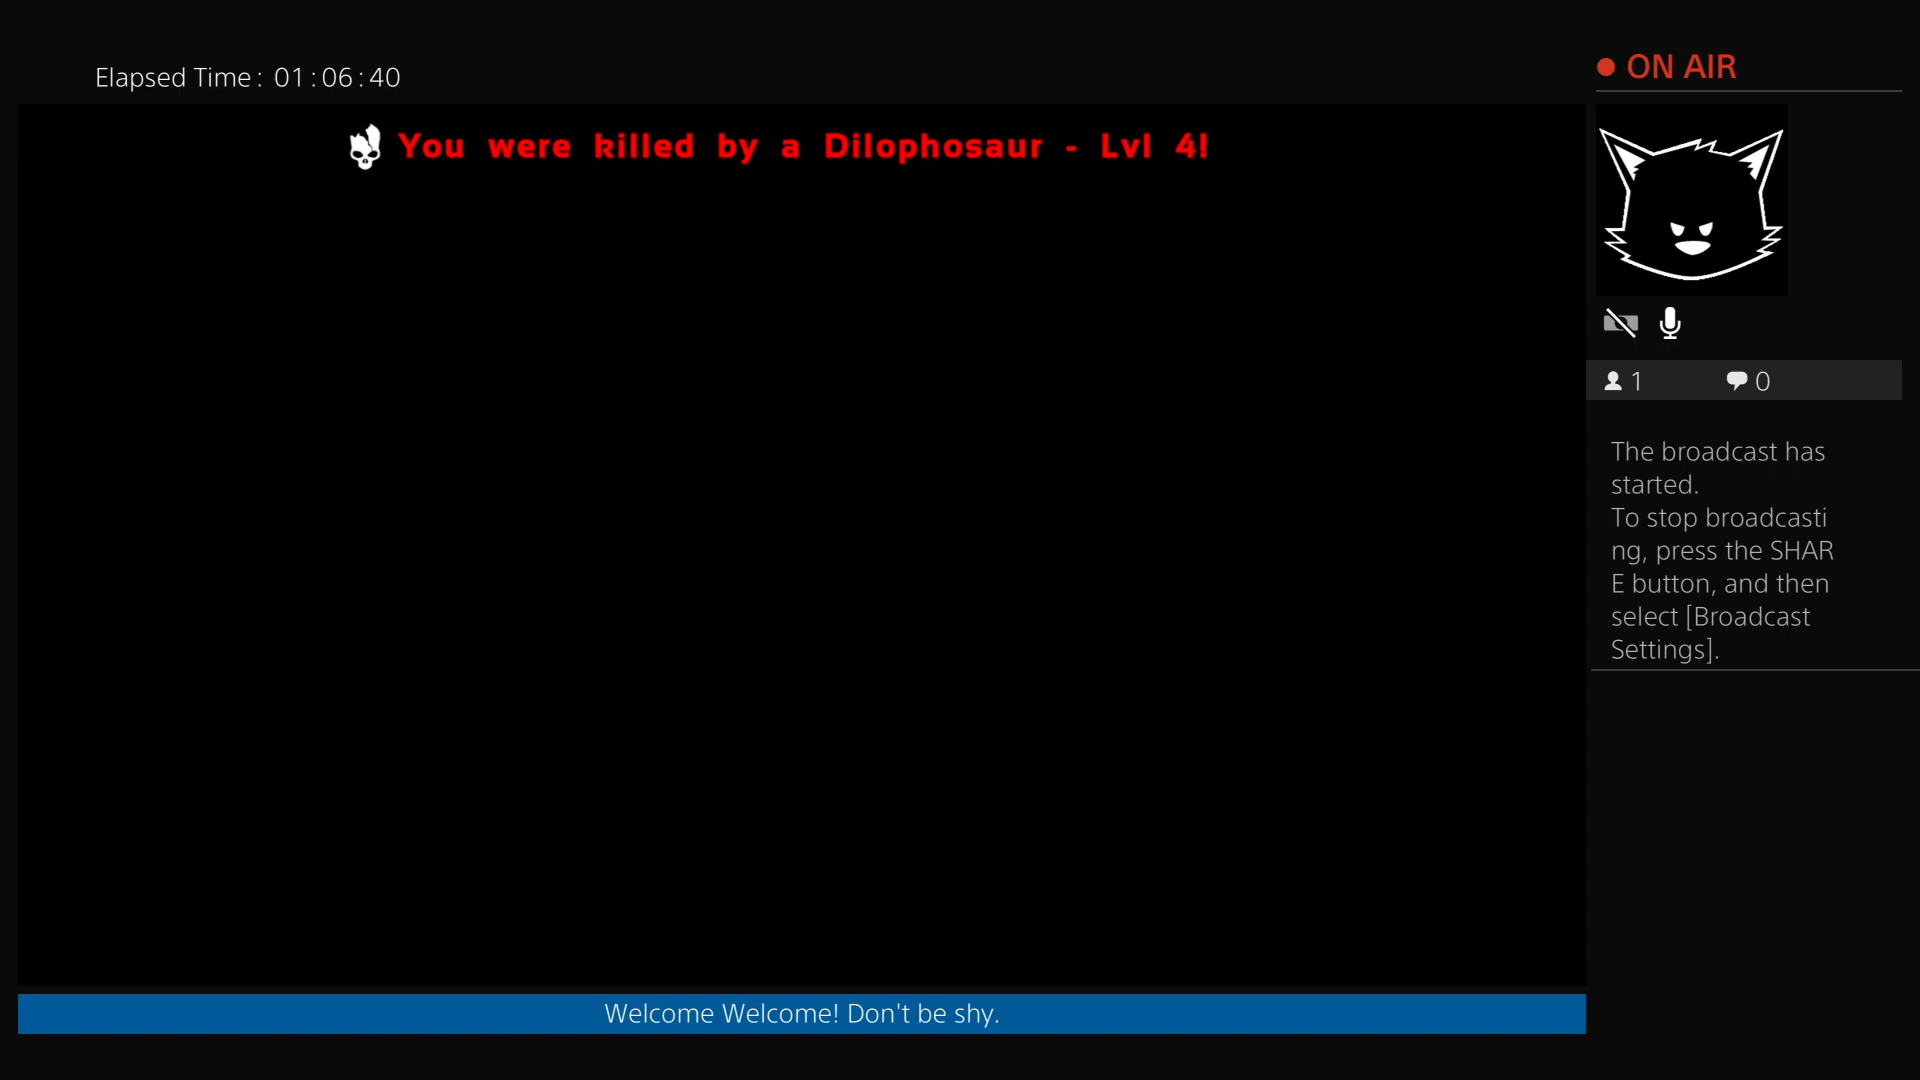 Elapsed Time: 01:06:40
ON AIR
You were killed by a Dilophosaur - Lvl 4!
1
0
The broadcast has
started.
To stop broadcasti
ng, press the SHAR
E button, and then
select [Broadcast
Settings].
Welcome Welcome! Don't be shy.